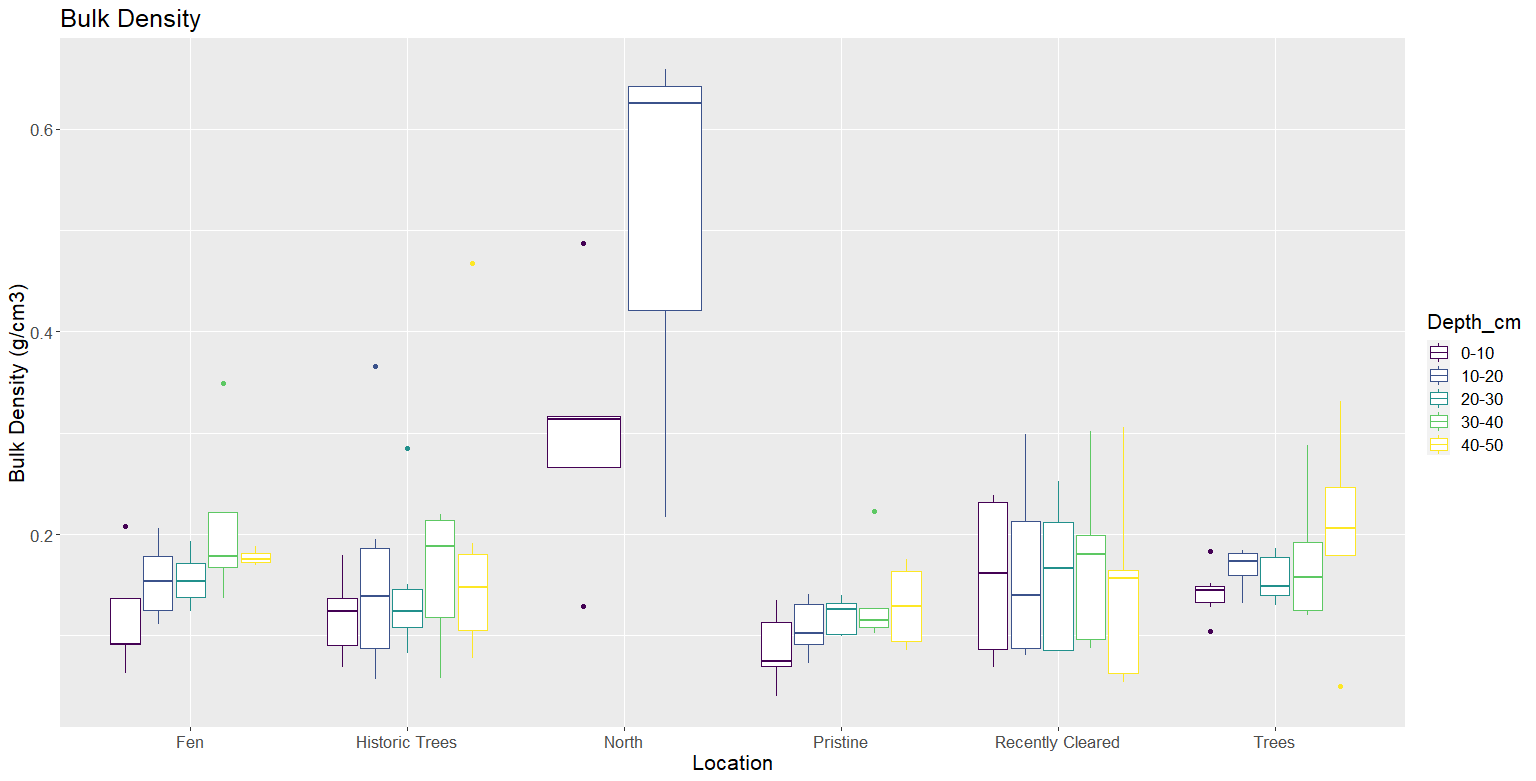 Bulk Density
Bulk Density (g/cm3)
0.6
0.4
0.2
Fen
Historic Trees
North
Pristine
Recently Cleared
Trees
Location
Depth_cm
0-10
10-20
20-30
30-40
40-50